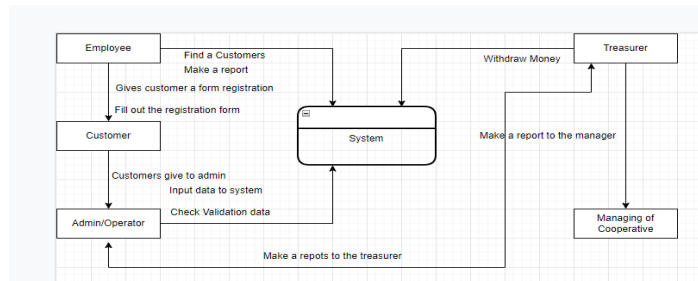 Employee
Treasurer
Find a Customers
Withdraw Money
Make a report
Gives customer a form registration
Fill out the registration form
Customer
System
Make a report to the manager
Customers give to admin
Input data to system
Admin/Operator
Check Validation data
Managing of
Cooperative
Make a repots to the treasurer